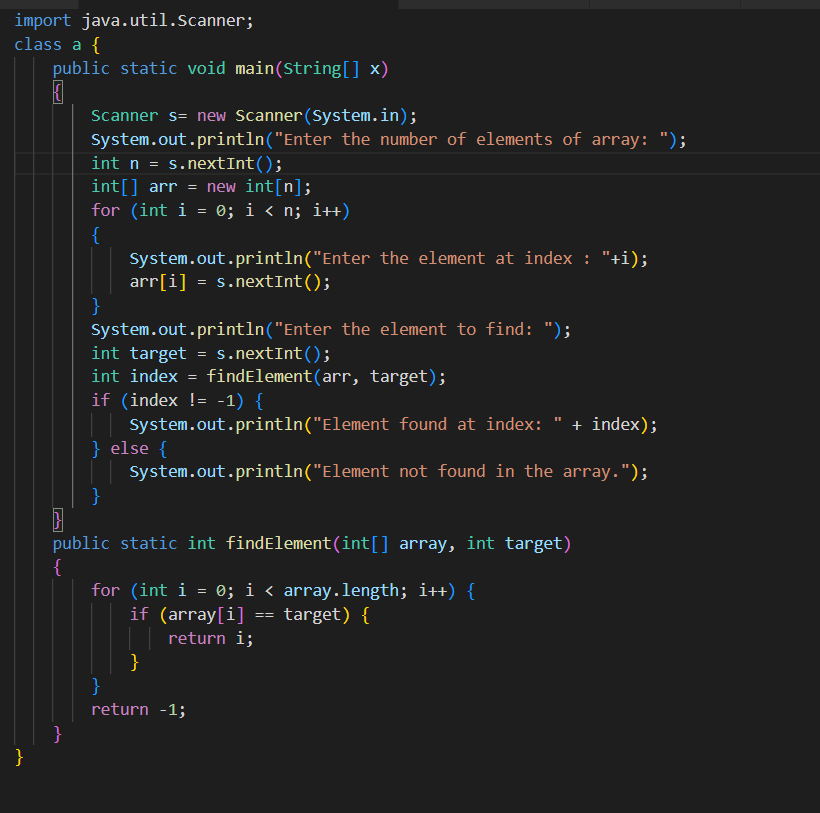 import java.util.Scanner;
class a {
    public static void main(String[] x)
    {
        Scanner s= new Scanner(System.in);
        System.out.println("Enter the number of elements of array: ");
        int n = s.nextInt();
        int[] arr = new int[n];
        for (int i = 0; i < n; i++)
        {
            System.out.println("Enter the element at index : "+i);
            arr[i] = s.nextInt();
        }
        System.out.println("Enter the element to find: ");
        int target = s.nextInt();
        int index = findElement(arr, target);
        if (index != -1) {
            System.out.println("Element found at index: " + index);
        } else {
            System.out.println("Element not found in the array.");
        }
    }
    public static int findElement(int[] array, int target)
    {
        for (int i = 0; i < array.length; i++) {
            if (array[i] == target) {
                return i;
            }
        }
        return -1;
    }
}